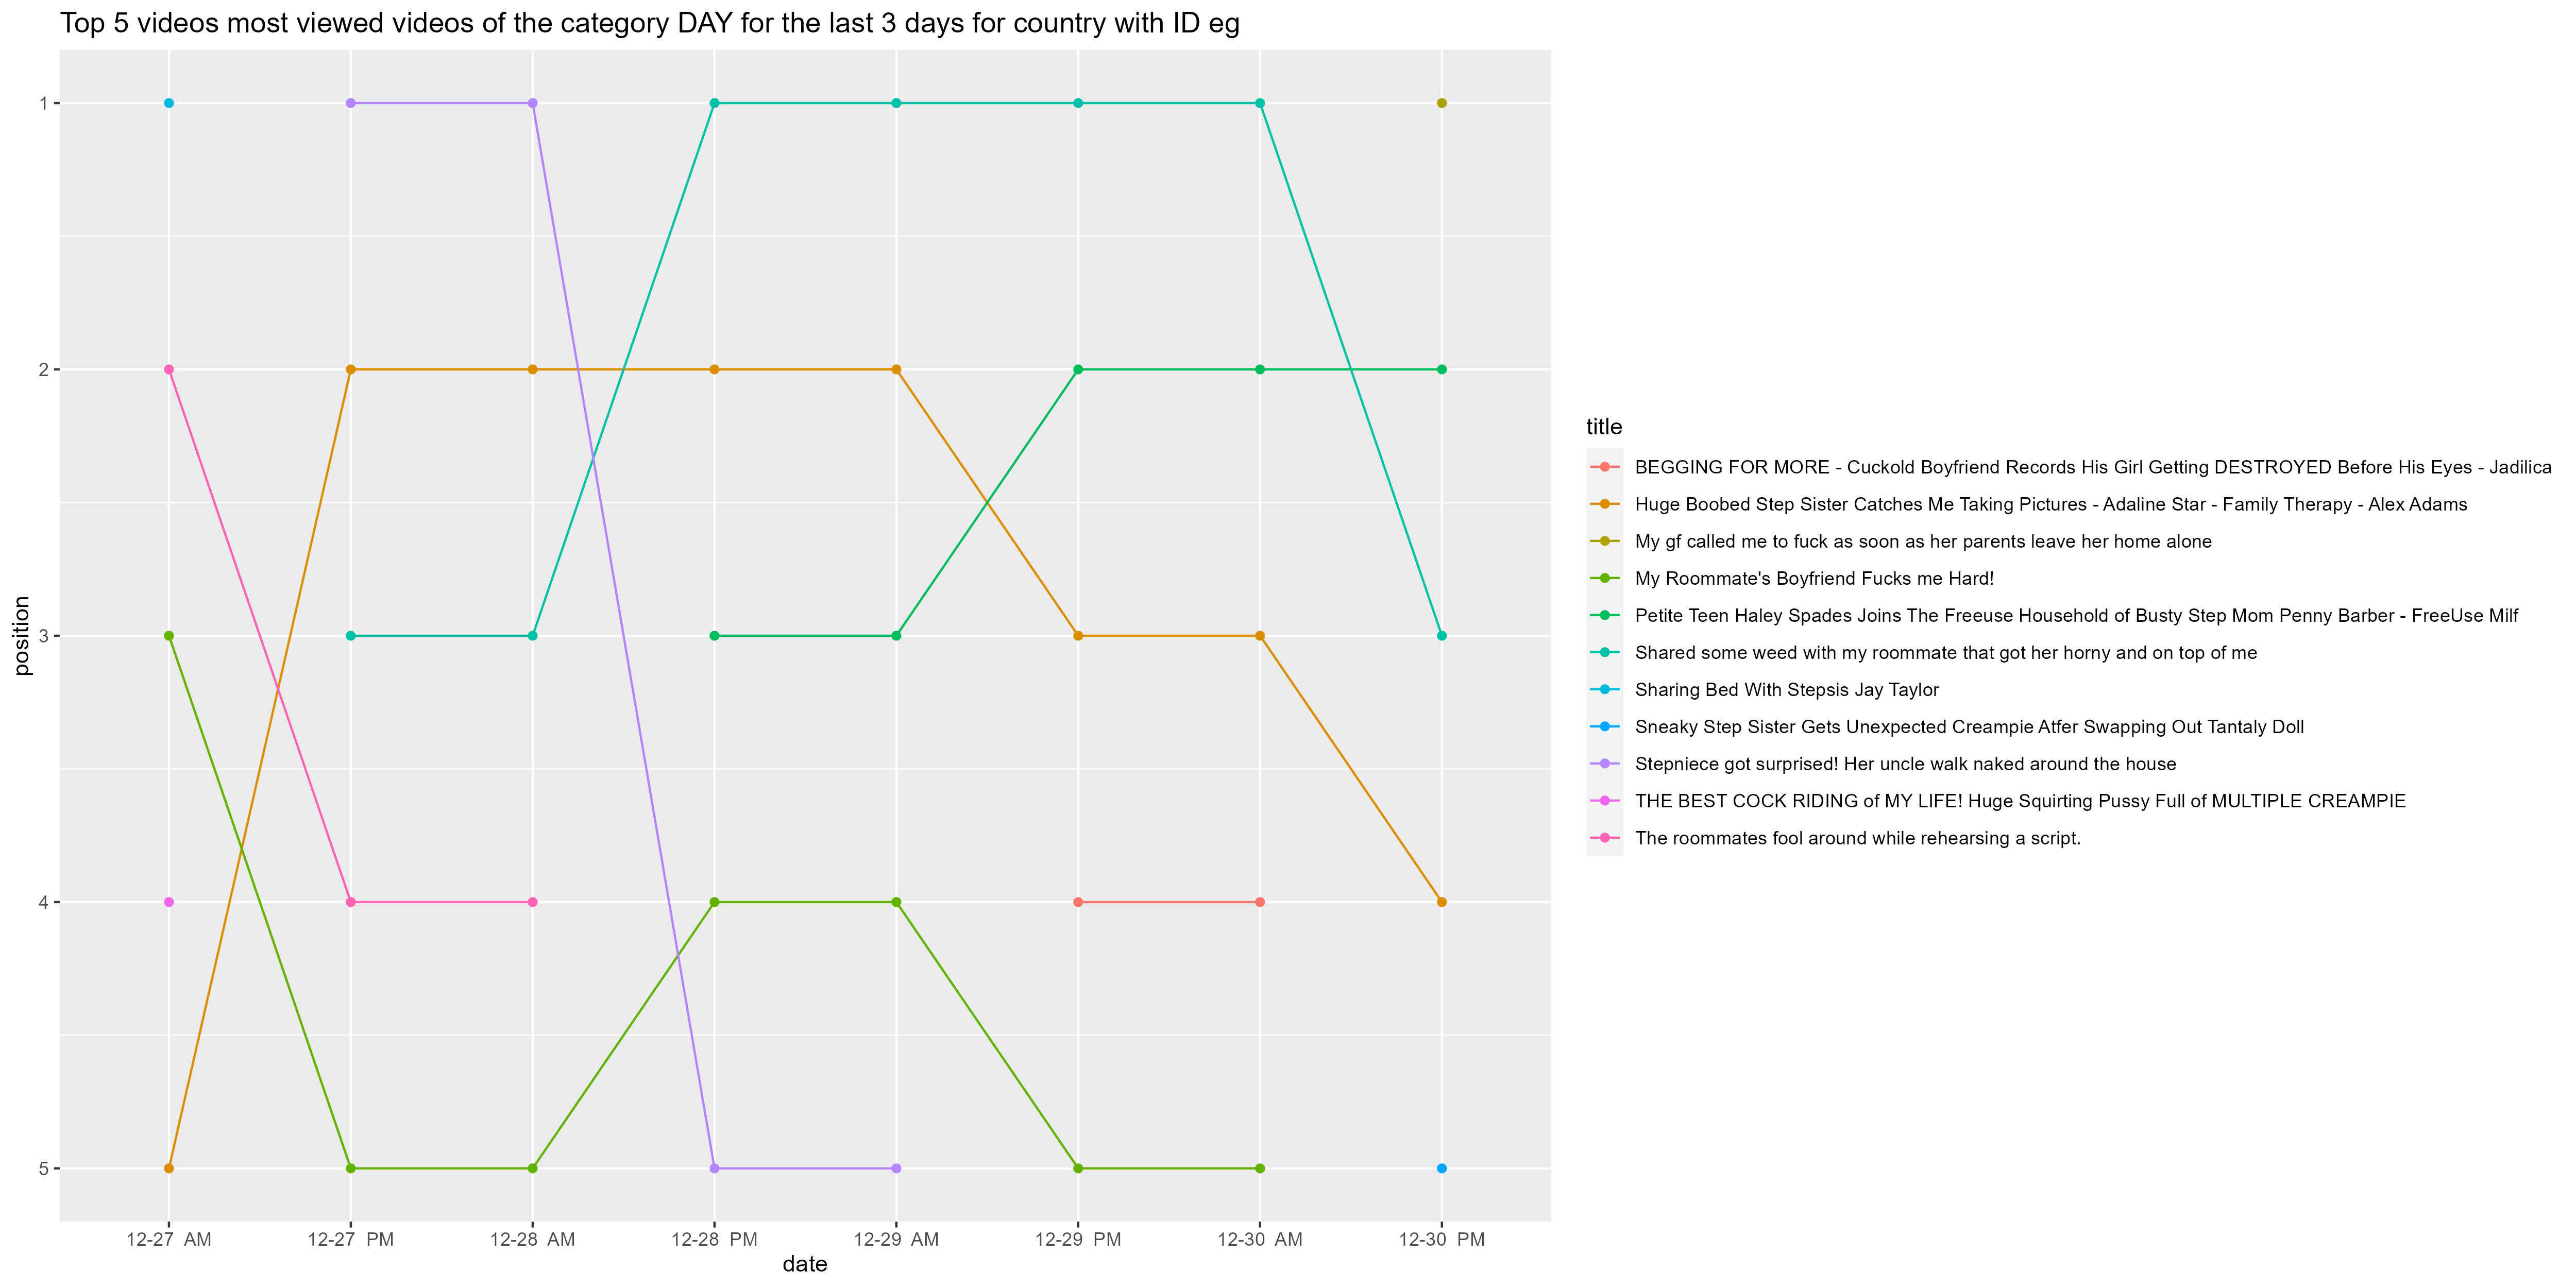 Top 5 videos most viewed videos of the category DAY for the last 3 days for country with ID eg
position
1
2
3
4
5
12-27 AM
12-27 PM
12-28 AM
12-28 PM
12-29 AM
12-29 PM
12-30 AM
12-30 PM
date
title
BEGGING FOR MORE - Cuckold Boyfriend Records His Girl Getting DESTROYED Before His Eyes - Jadilica
Huge Boobed Step Sister Catches Me Taking Pictures - Adaline Star - Family Therapy - Alex Adams
My gf called me to fuck as soon as her parents leave her home alone
My Roommate's Boyfriend Fucks me Hard!
Petite Teen Haley Spades Joins The Freeuse Household of Busty Step Mom Penny Barber - FreeUse Milf
Shared some weed with my roommate that got her horny and on top of me
Sharing Bed With Stepsis Jay Taylor
Sneaky Step Sister Gets Unexpected Creampie Atfer Swapping Out Tantaly Doll
Stepniece got surprised! Her uncle walk naked around the house
THE BEST COCK RIDING of MY LIFE! Huge Squirting Pussy Full of MULTIPLE CREAMPIE
The roommates fool around while rehearsing a script.